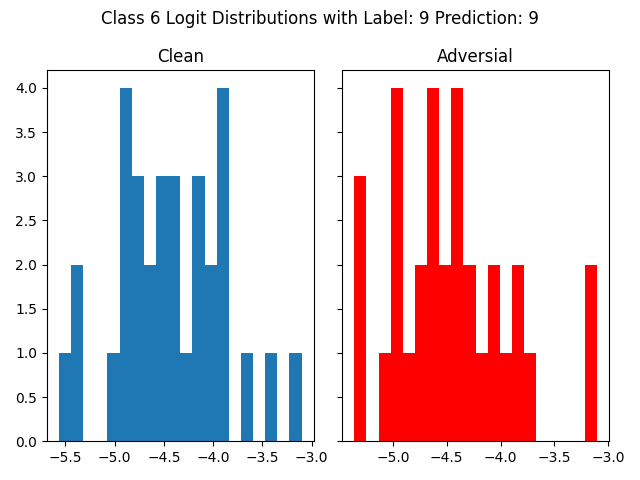 Class 6 Logit Distributions with Label: 9 Prediction: 9
Clean
Adversial
4.0
3.5
3.0
2.5
2.0
1.5
1.0
0.5
0.0
−5.5 −5.0 −4.5 −4.0 −3.5 −3.0
−5.0 −4.5 −4.0 −3.5 −3.0